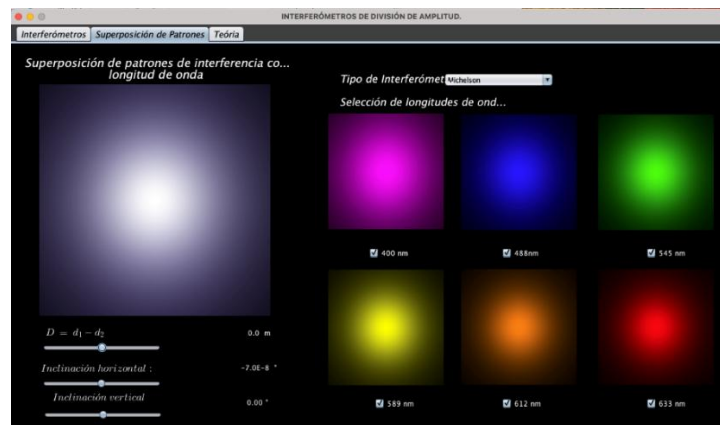 INTERFERÓMETROS DE DIVISIÓN DE AMPLITUD.
Interferómetros Superposición de Patrones Teória
Superposición de patrones de interferencia co...
longitud de onda
Tipo de Interferómet Michelson
Selección de longitudes de ond...
400 nm 488nm 545 nm
D = d₁ − d₂ 0.0 m
Inclinación horizontal : -7.0E-8 °
Inclinación vertical 0.00 °
589 nm 612 nm 633 nm